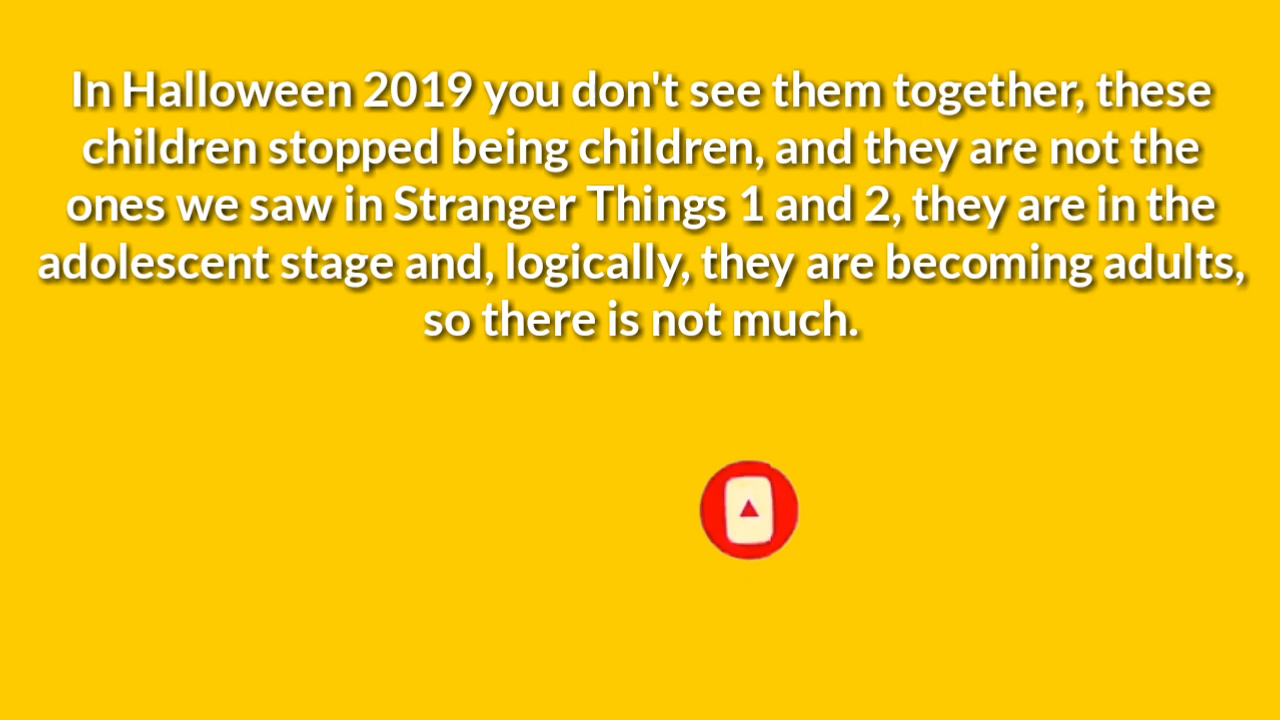 In Halloween 2019 you don't see them together, these
children stopped being children, and they are not the
ones we saw in Stranger Things 1 and 2, they are in the
adolescent stage and, logically, they are becoming adults,
so there is not much.